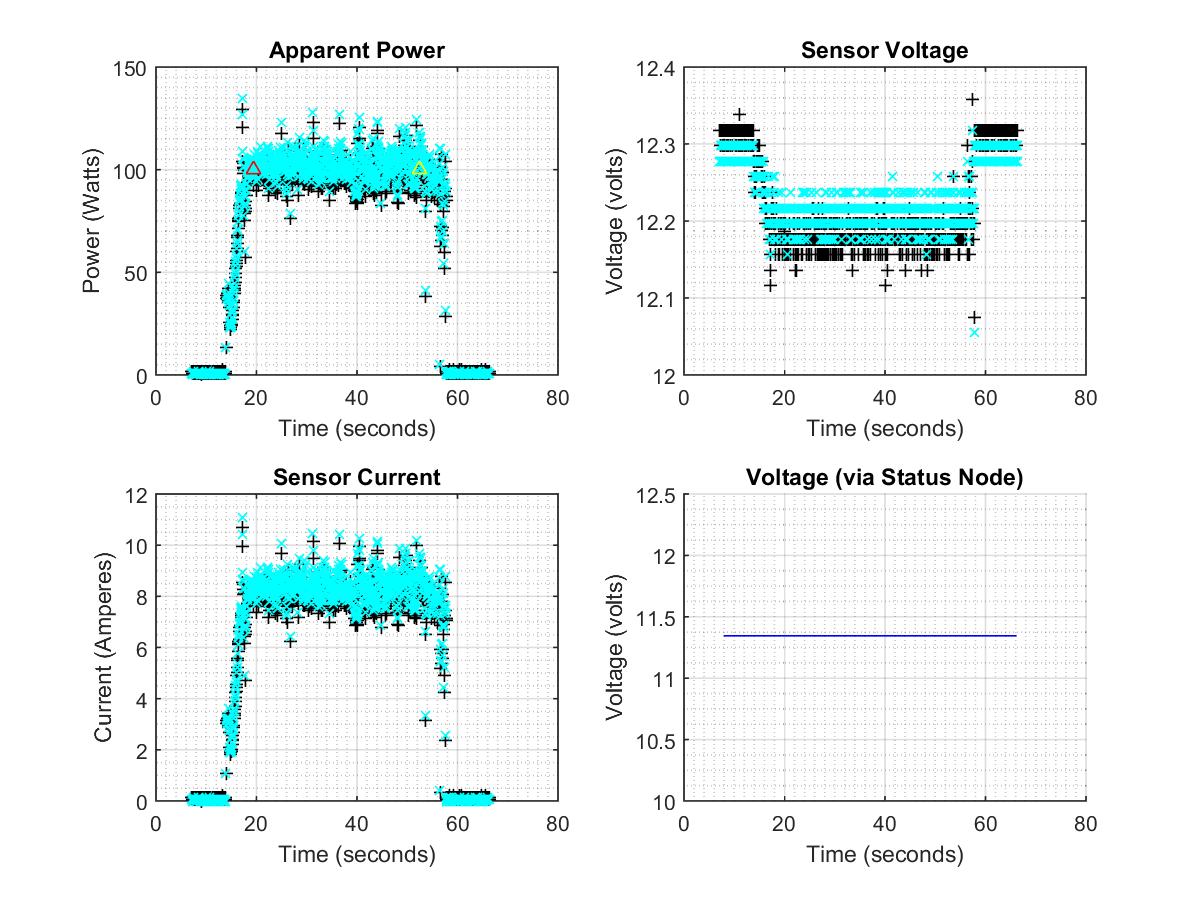 Apparent Power
150
100
50
0
Power (Watts)
0 20 40 60 80
Time (seconds)
Sensor Voltage
12.4
12.3
12.2
12.1
12
Voltage (volts)
0 20 40 60 80
Time (seconds)
Sensor Current
12
10
8
6
4
2
0
Current (Amperes)
0 20 40 60 80
Time (seconds)
Voltage (via Status Node)
12.5
12
11.5
11
10.5
10
Voltage (volts)
0 20 40 60 80
Time (seconds)